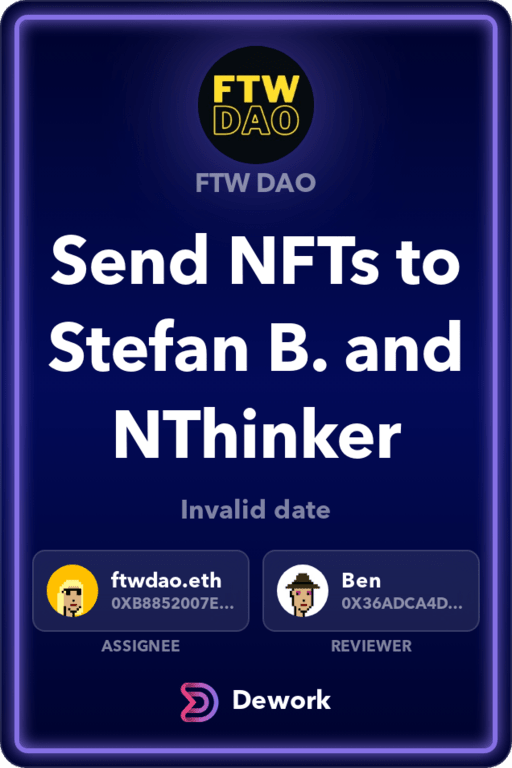 FTW
DAO
FTW DAO
Send NFTs to
Stefan B. and
NThinker
Invalid date
ftwdao.eth
0XB8852007E...
ASSIGNEE
Ben
0X36ADCA4D...
REVIEWER
Dework